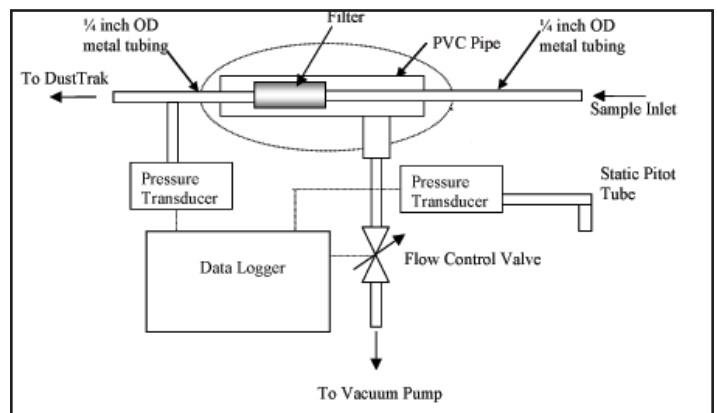 ¼ inch OD
metal tubing
Filter
PVC Pipe
¼ inch OD
metal tubing
To DustTrak
Sample Inlet
Pressure
Transducer
Pressure
Transducer
Static Pitot
Tube
Data Logger
Flow Control Valve
To Vacuum Pump